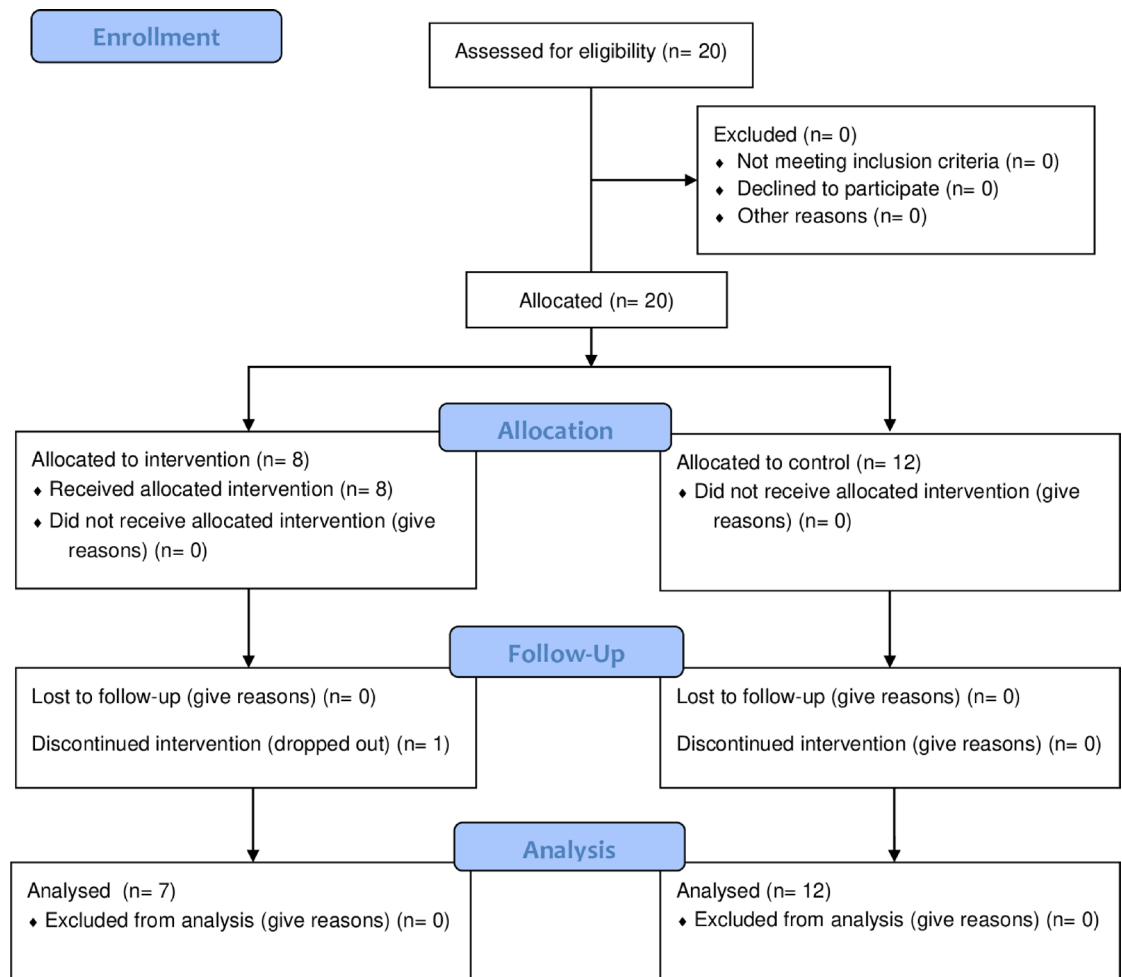 Enrollment
Assessed for eligibility (n= 20)
Excluded (n= 0)
♦ Not meeting inclusion criteria (n= 0)
♦ Declined to participate (n= 0)
♦ Other reasons (n= 0)
Allocated (n= 20)
Allocation
Allocated to intervention (n= 8)
♦ Received allocated intervention (n= 8)
♦ Did not receive allocated intervention (give
reasons) (n= 0)
Allocated to control (n= 12)
♦ Did not receive allocated intervention (give
reasons) (n= 0)
Follow-Up
Lost to follow-up (give reasons) (n= 0)
Discontinued intervention (dropped out) (n= 1)
Lost to follow-up (give reasons) (n= 0)
Discontinued intervention (give reasons) (n= 0)
Analysis
Analysed (n= 7)
♦ Excluded from analysis (give reasons) (n= 0)
Analysed (n= 12)
♦ Excluded from analysis (give reasons) (n= 0)